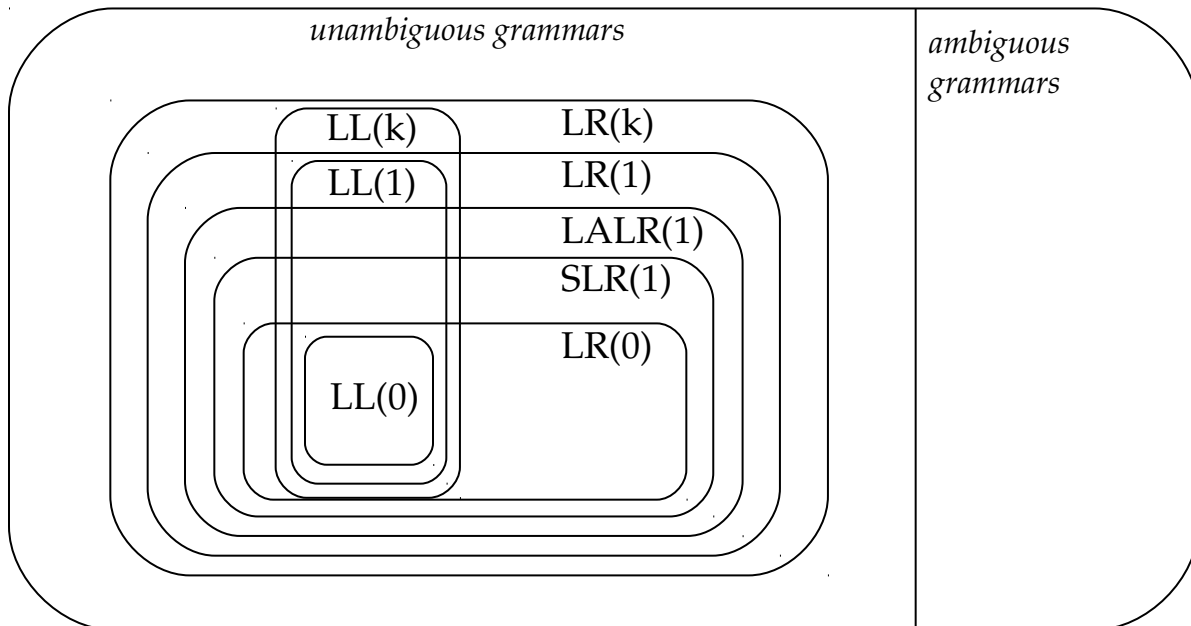 unambiguous grammars
ambiguous
grammars
LL(k)
LR(k)
LL(1)
LR(1)
LALR(1)
SLR(1)
LR(0)
LL(0)